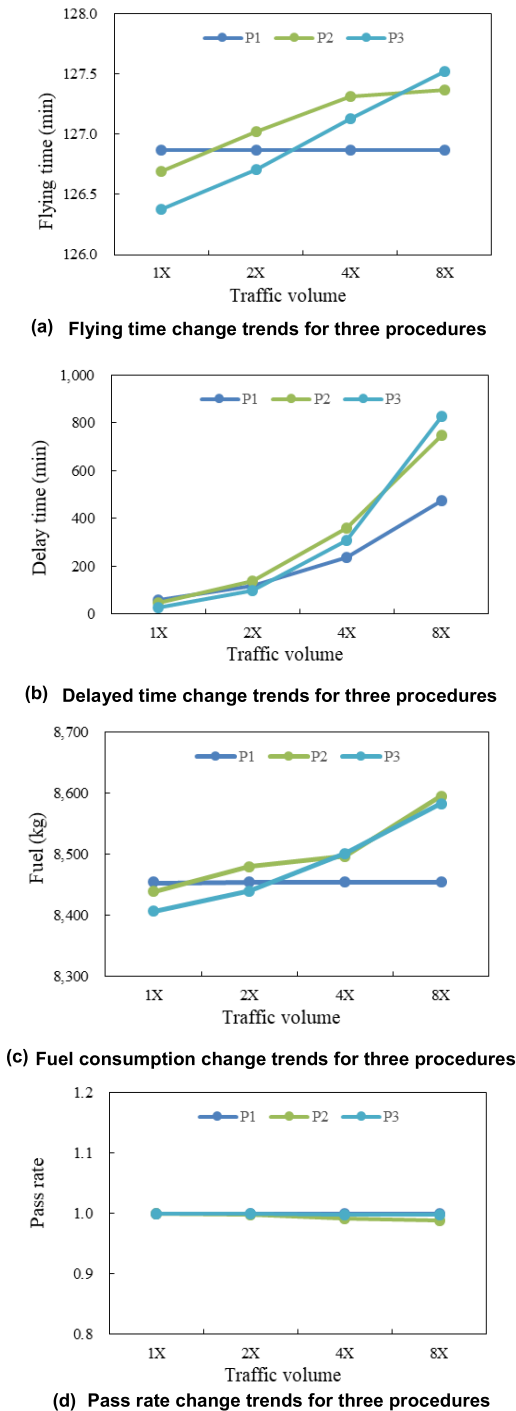 128.0
P1 P2 P3
127.5
127.0
126.5
126.0
Flying time (min)
1X 2X 4X 8X
Traffic volume
(a) Flying time change trends for three procedures
1,000
P1 P2 P3
800
600
400
200
0
Delay time (min)
1X 2X 4X 8X
Traffic volume
(b) Delayed time change trends for three procedures
8,700
P1 P2 P3
8,600
8,500
8,400
8,300
Fuel (kg)
1X 2X 4X 8X
Traffic volume
(c) Fuel consumption change trends for three procedures
1.2
P1 P2 P3
1.1
1.0
0.9
0.8
Pass rate
1X 2X 4X 8X
Traffic volume
(d) Pass rate change trends for three procedures